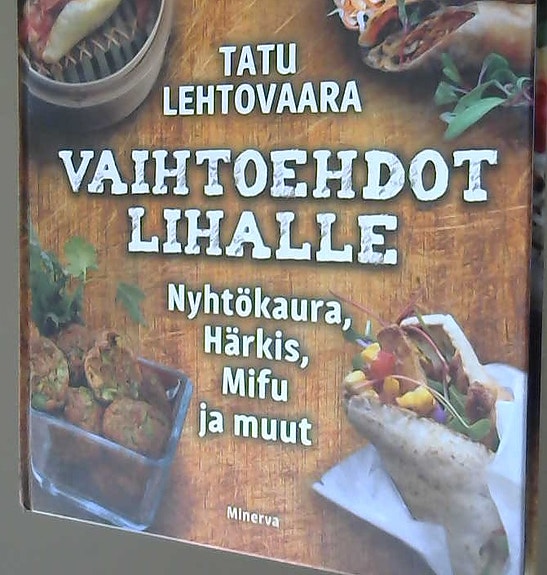 TATU
LEHTOVAARA
VAIHTOEHDOT
LIHALLE
Nyhtökaura,
Härkis,
Mifu
ja muut
Minerva